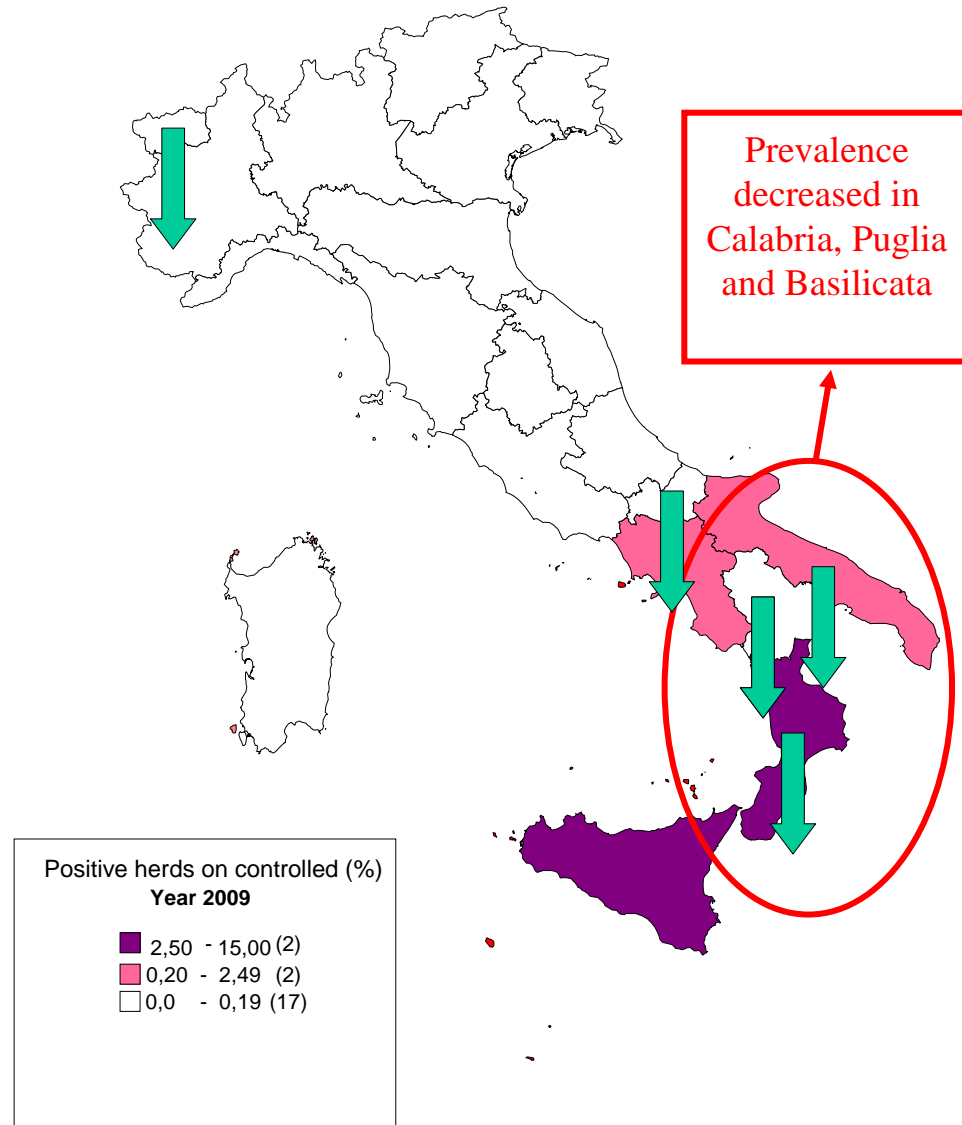 Prevalence
decreased in
Calabria, Puglia
and Basilicata
Positive herds on controlled (%)
Year 2009
2,50 - 15,00 (2)
0,20 - 2,49 (2)
0,0 - 0,19 (17)